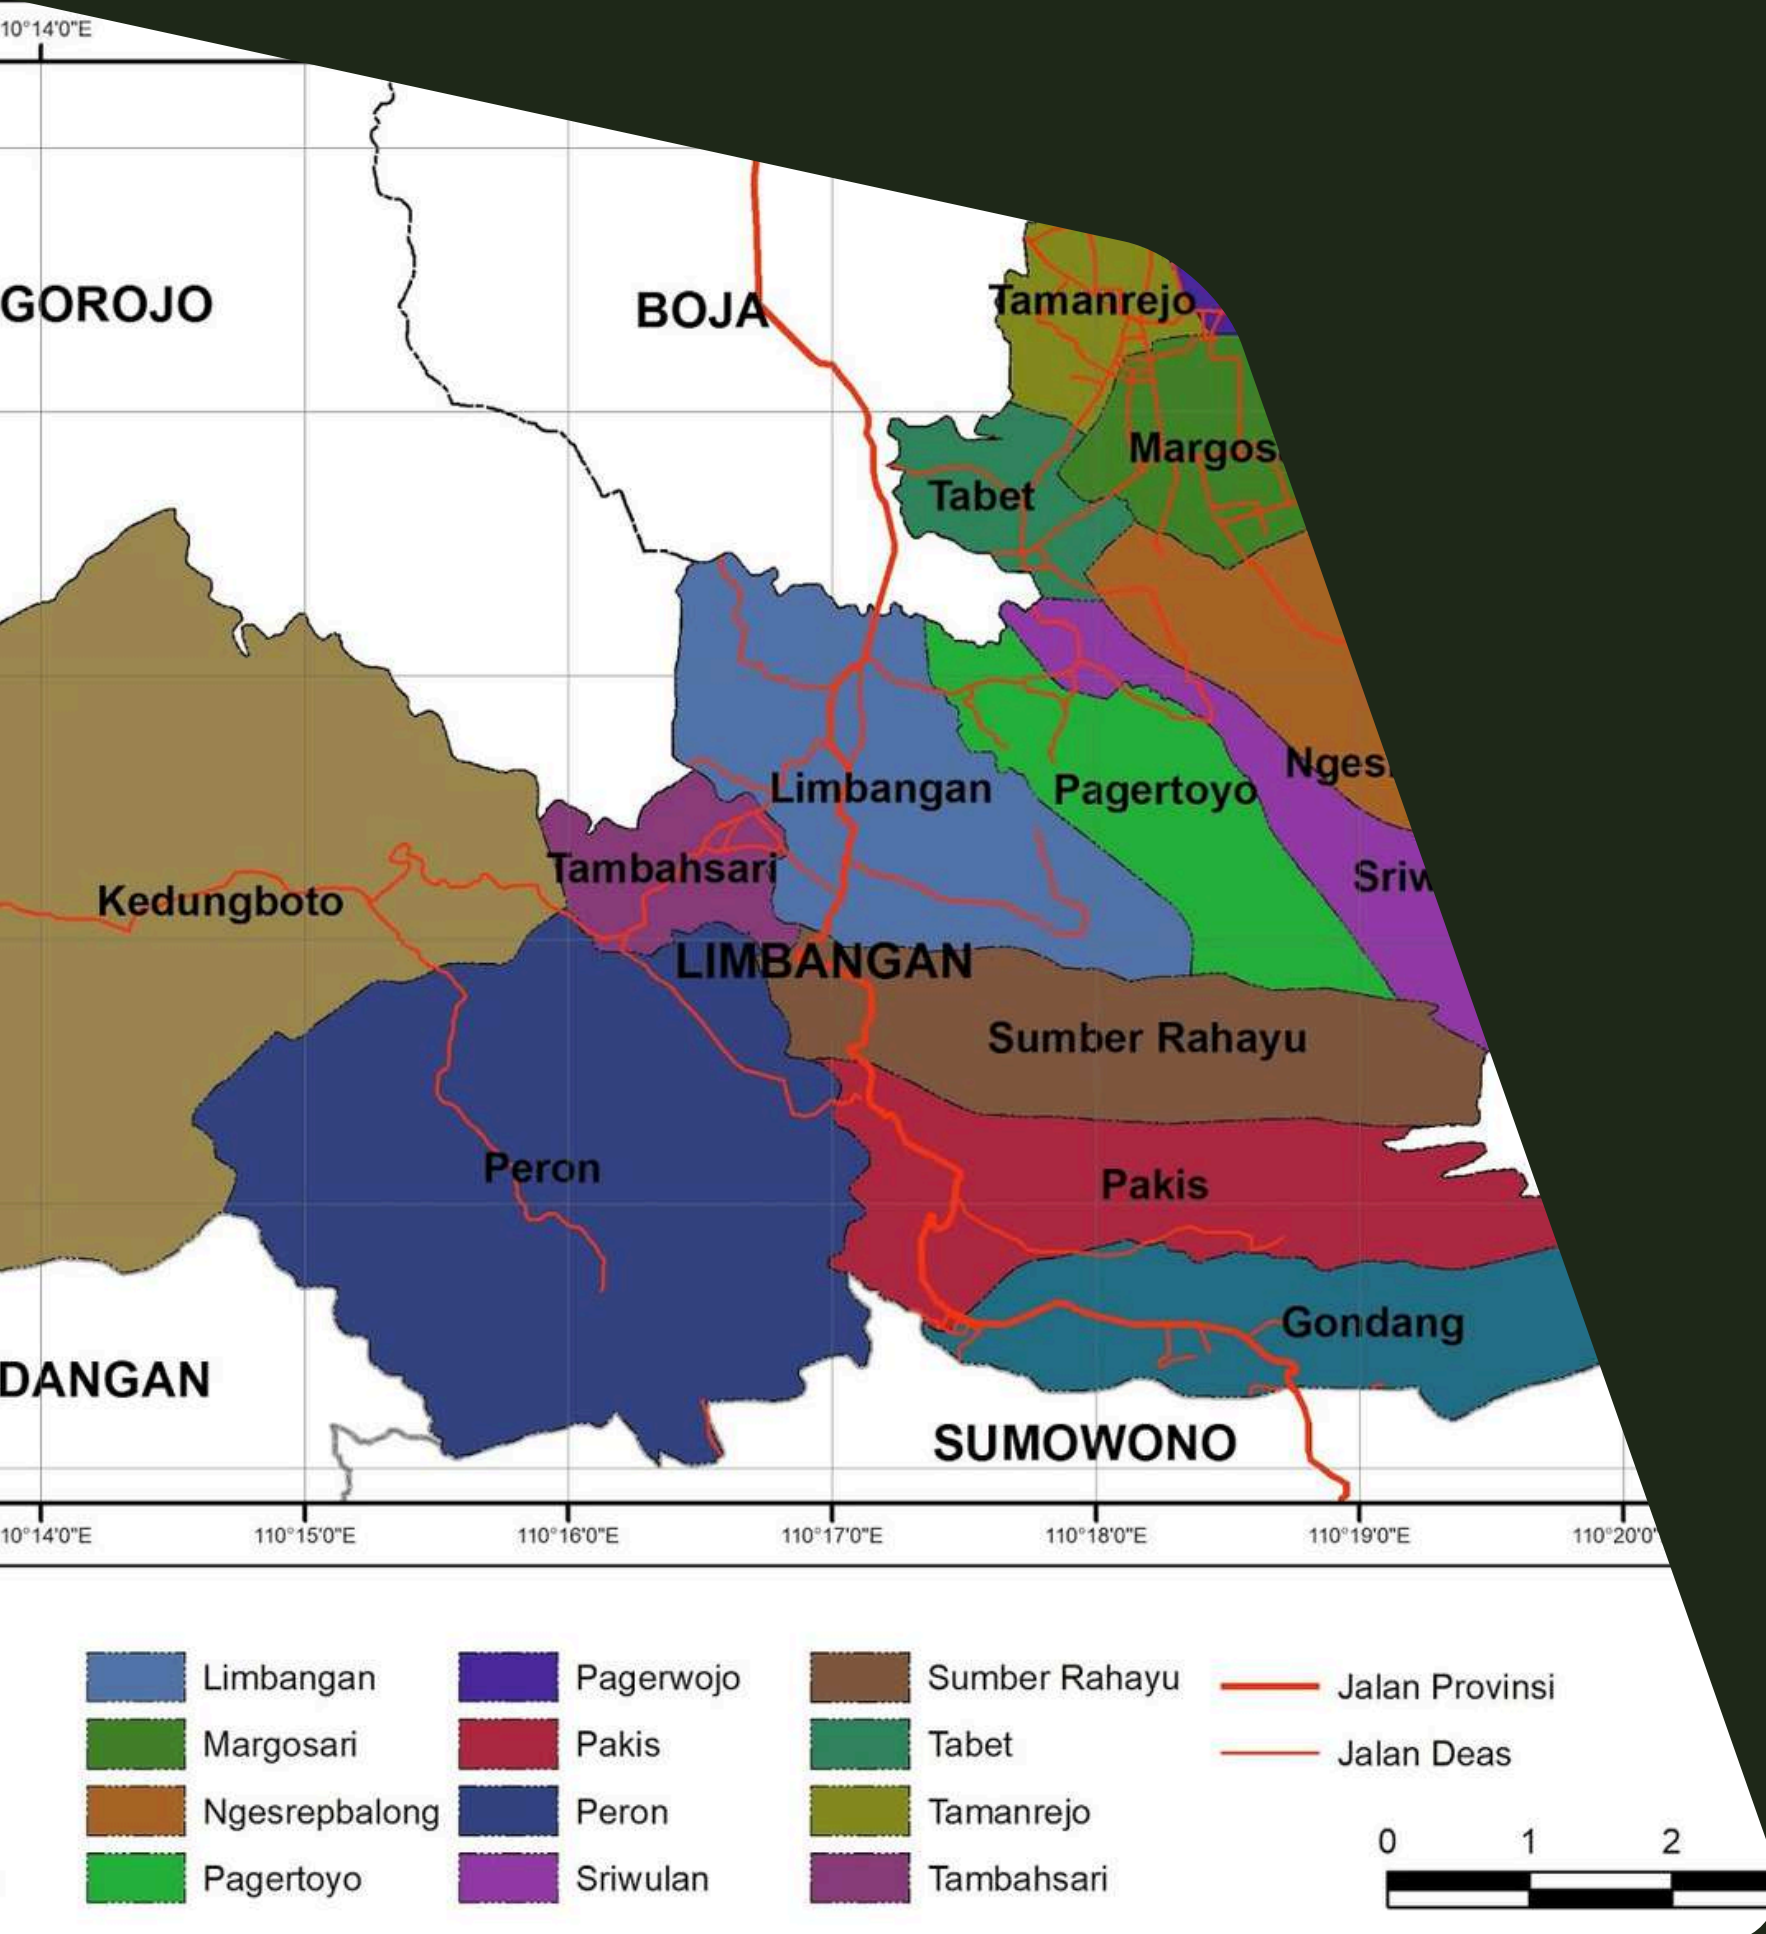 10°14'0"E
GOROJO
BOJA
Tamanrejo
Margos
Tabet
Nges
Limbangan
Pagertoyo
Tambahsari
Sriw
Kedungboto
LIMBANGAN
Sumber Rahayu
Peron
Pakis
Gondang
DANGAN
SUMOWONO
10°14'0"E 110°15'0"E 110°16'0"E 110°17'0"E 110°18'0"E 110°19'0"E 110°20'0"
Limbangan
Margosari
Ngesrepbalong
Pagertoyo
Pagerwojo
Pakis
Peron
Sriwulan
Sumber Rahayu
Tabet
Tamanrejo
Tambahsari
Jalan Provinsi
Jalan Deas
0 1 2